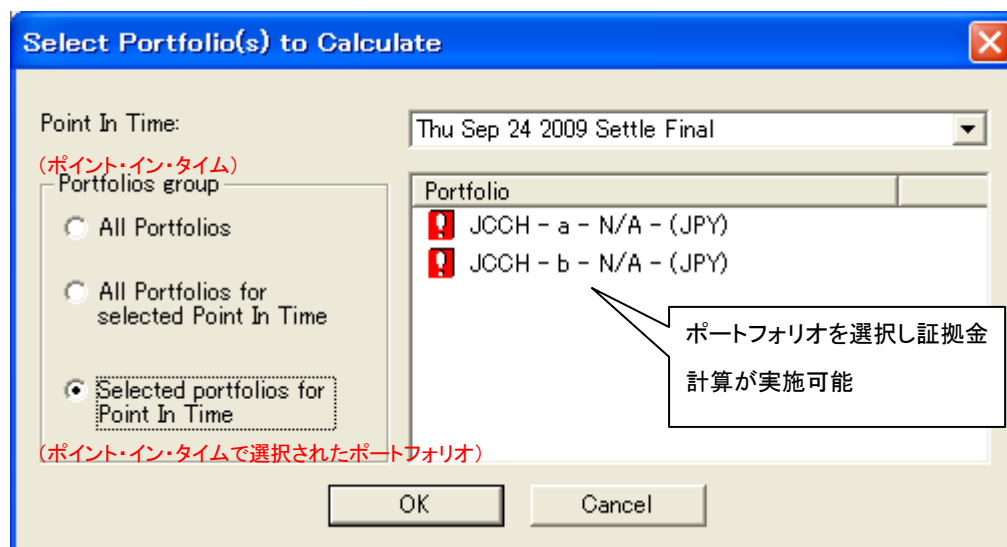 Select Portfolio(s) to Calculate
Point In Time:
Thu Sep 24 2009 Settle Final
(ポイント・イン・タイム)
Portfolios group
All Portfolios
All Portfolios for
selected Point In Time
Selected portfolios for
Point In Time
(ポイント・イン・タイムで選択されたポートフォリオ)
Portfolio
JCCH - a - N/A - (JPY)
JCCH - b - N/A - (JPY)
ポートフォリオを選択し証拠金
計算が実施可能
OK
Cancel